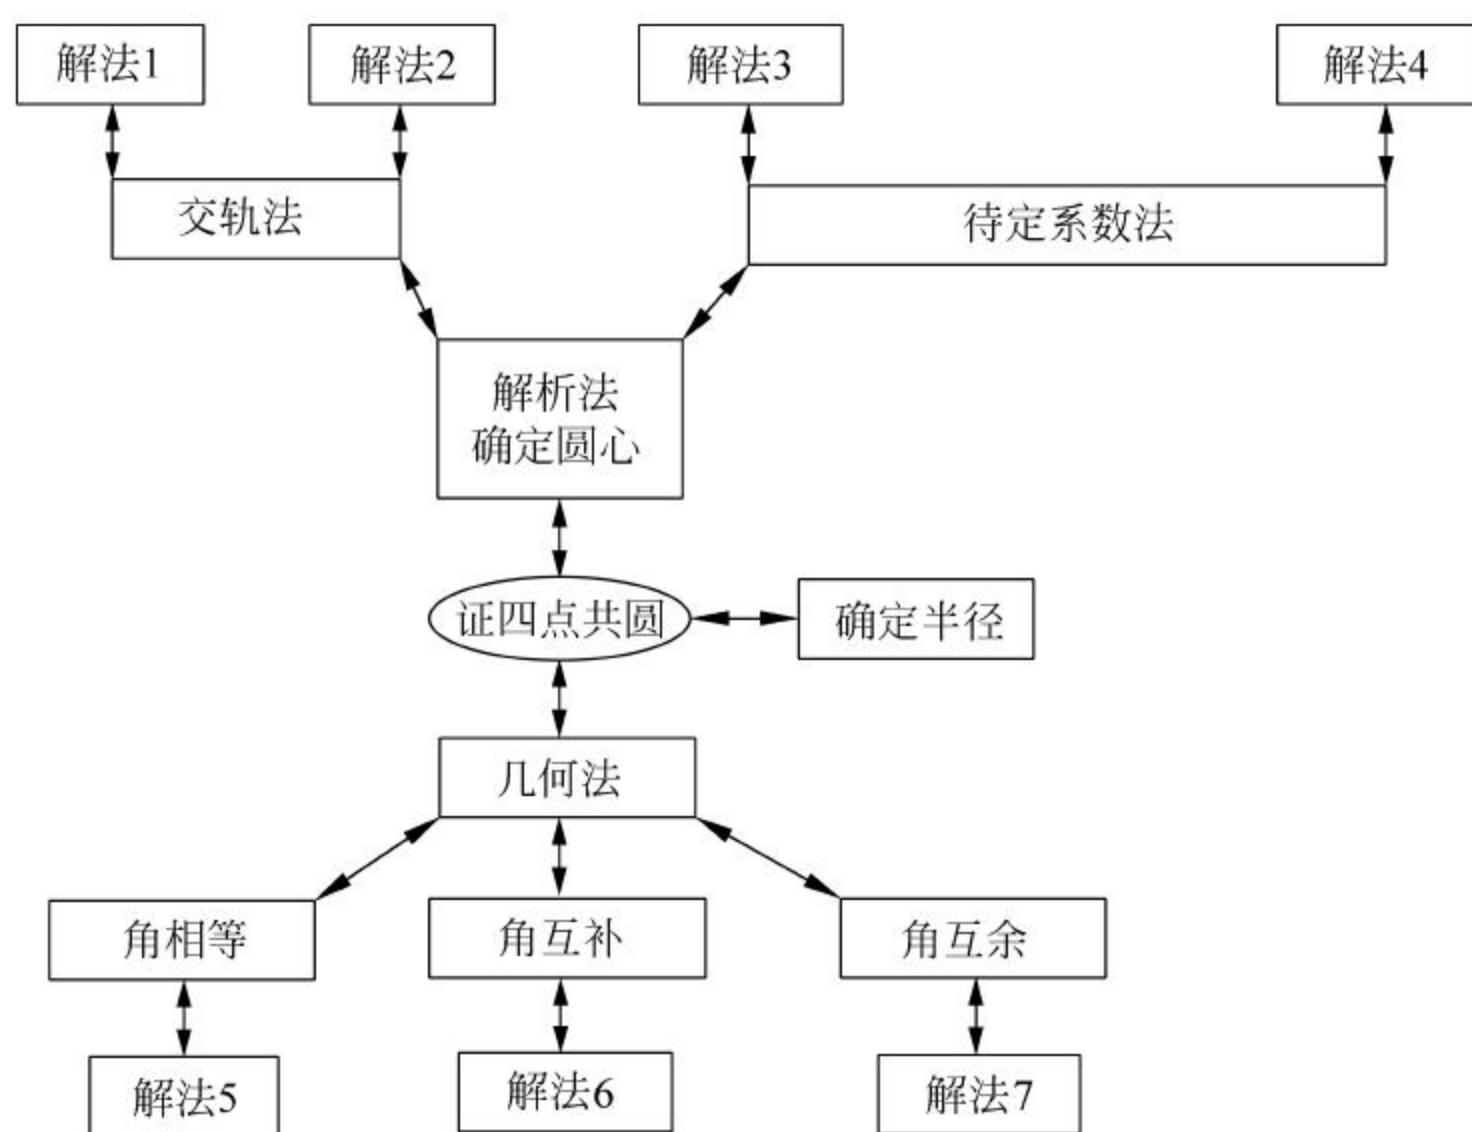 解法1
解法2
解法3
解法4
交轨法
待定系数法
解析法
确定圆心
证四点共圆
确定半径
几何法
角相等
角互补
角互余
解法5
解法6
解法7